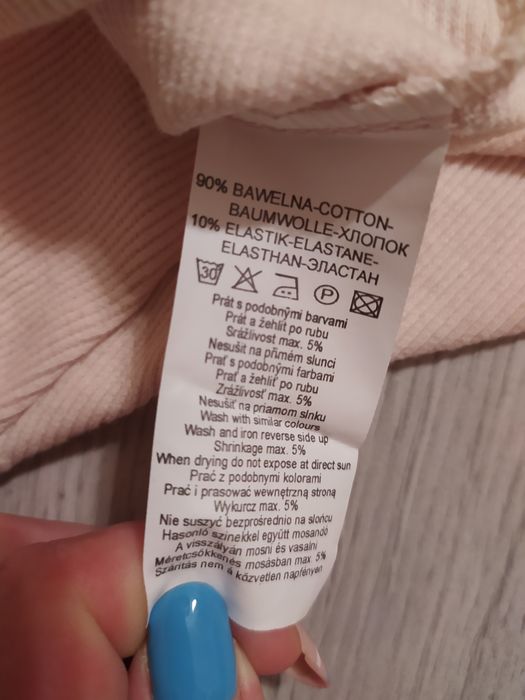 90% BAWELNA-COTTON-
BAUMWOLLE-ХЛОПОК
10% ELASTIK-ELASTANE-
ELASTHAN-ЭЛАСТАН
30 P
Prát s podobnými barvami
Prát a žehlit po rubu
Srážlivost max. 5%
Nesušit na přímém slunci
Prať s podobnými farbami
Prať a žehliť po rubu
Zrážlivosť max. 5%
Nesušiť na priamom slnku
Wash with similar colours
Wash and iron reverse side up
Shrinkage max. 5%
When drying do not expose at direct sun
Prać z podobnymi kolorami
Prać i prasować wewnętrzną stroną
Wykurcz max. 5%
Nie suszyć bezprośrednio na słońcu
Hasonló színekkel együtt mosandó
A visszályán mosni és vasalni
Méretcsökkenés mosásban max. 5%
Szárítás nem á közvetlen napfényen